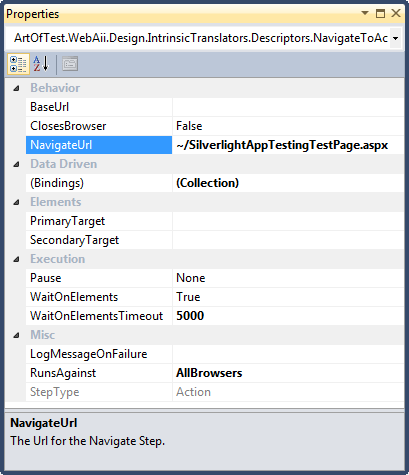 Properties
ArtOfTest.WebAii.Design.IntrinsicTranslators.Descriptors.NavigateToAc
Behavior
BaseUrl
ClosesBrowser False
NavigateUrl ~/SilverlightAppTestingTestPage.aspx
Data Driven
(Bindings) (Collection)
Elements
PrimaryTarget
SecondaryTarget
Execution
Pause None
WaitOnElements True
WaitOnElementsTimeout 5000
Misc
LogMessageOnFailure
RunsAgainst AllBrowsers
StepType Action
NavigateUrl
The Url for the Navigate Step.